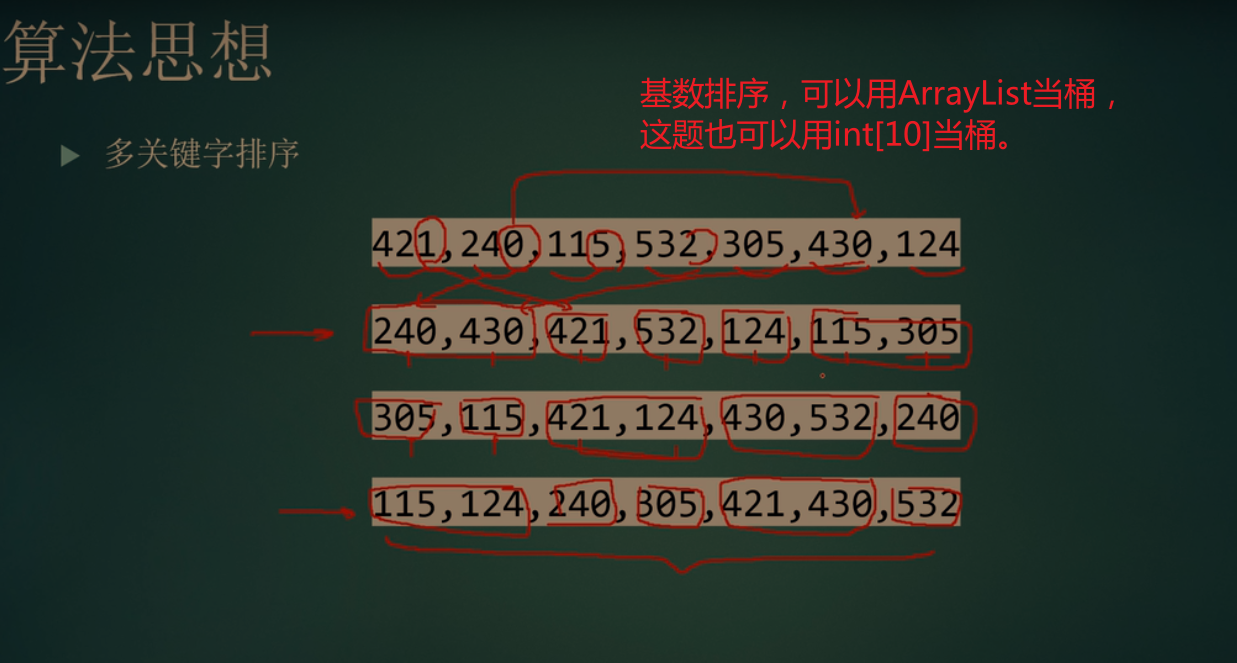 算法思想
基数排序，可以用ArrayList当桶，
这题也可以用int[10]当桶。
多关键字排序
421,240,115,532,305,430,124
240,430,421,532,124,115,305
305,115,421,124,430,532,240
115,124,240,305,421,430,532